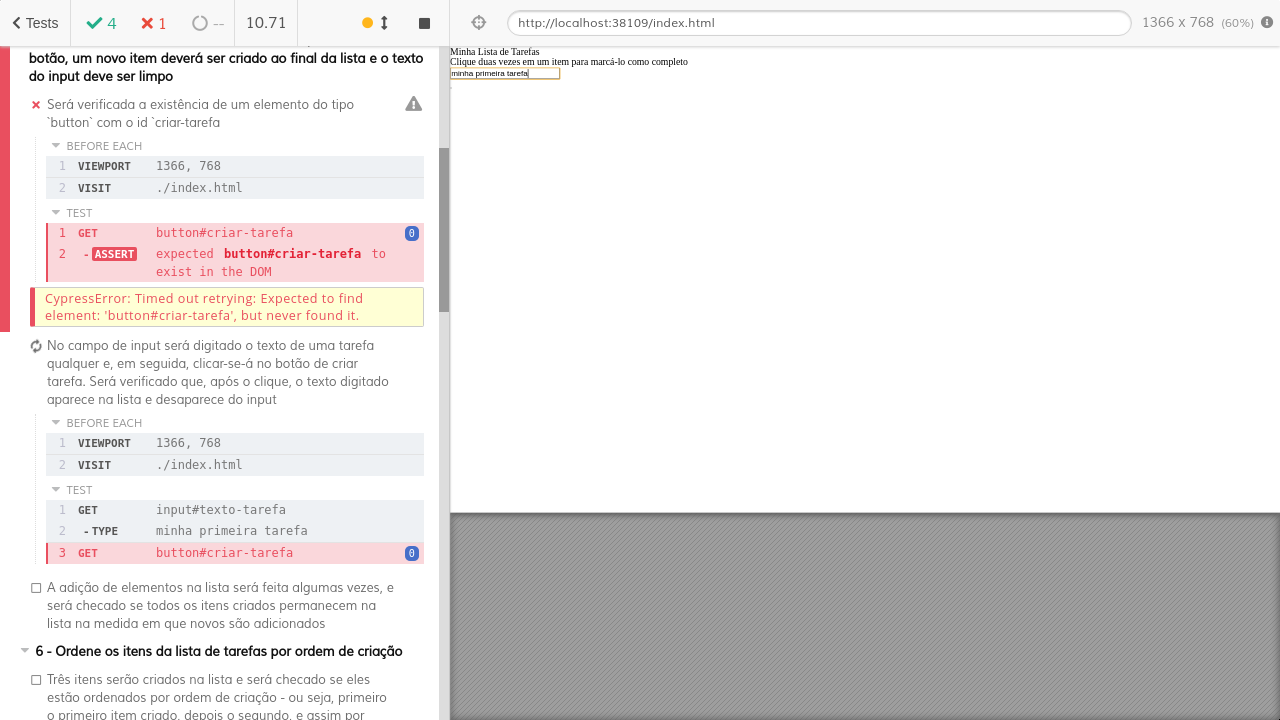 Tests
4
1
--
10.71
http://localhost:38109/index.html
1366 x 768 (60%)
botão, um novo item deverá ser criado ao final da lista e o texto
do input deve ser limpo
Será verificada a existência de um elemento do tipo
`button` com o id `criar-tarefa
BEFORE EACH
1 VIEWPORT 1366, 768
2 VISIT ./index.html
TEST
1 GET button#criar-tarefa 0
2 -ASSERT expected button#criar-tarefa to
exist in the DOM
CypressError: Timed out retrying: Expected to find
element: 'button#criar-tarefa', but never found it.
No campo de input será digitado o texto de uma tarefa
qualquer e, em seguida, clicar-se-á no botão de criar
tarefa. Será verificado que, após o clique, o texto digitado
aparece na lista e desaparece do input
BEFORE EACH
1 VIEWPORT 1366, 768
2 VISIT ./index.html
TEST
1 GET input#texto-tarefa
2 -TYPE minha primeira tarefa
3 GET button#criar-tarefa 0
A adição de elementos na lista será feita algumas vezes, e
será checado se todos os itens criados permanecem na
lista na medida em que novos são adicionados
6 - Ordene os itens da lista de tarefas por ordem de criação
Três itens serão criados na lista e será checado se eles
estão ordenados por ordem de criação - ou seja, primeiro
o primeiro item criado, depois o segundo, e assim por
Minha Lista de Tarefas
Clique duas vezes em um item para marcá-lo como completo
minha primeira tarefa